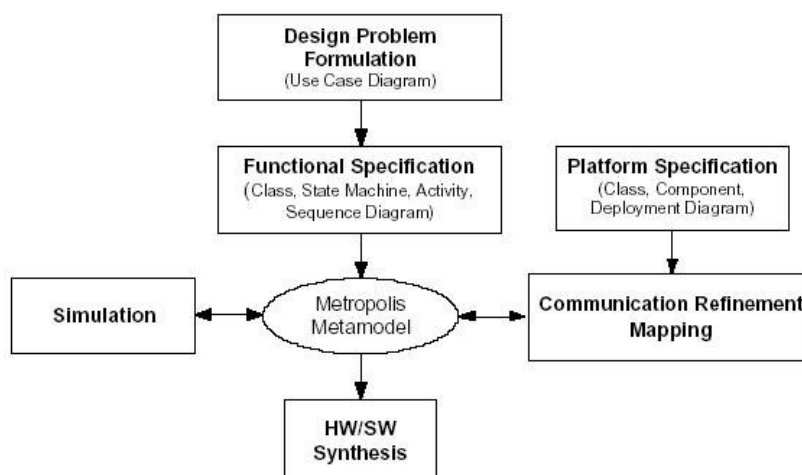 Design Problem
Formulation
(Use Case Diagram)
Functional Specification
(Class, State Machine, Activity,
Sequence Diagram)
Platform Specification
(Class, Component,
Deployment Diagram)
Simulation
Metropolis
Metamodel
Communication Refinement
Mapping
HW/SW
Synthesis